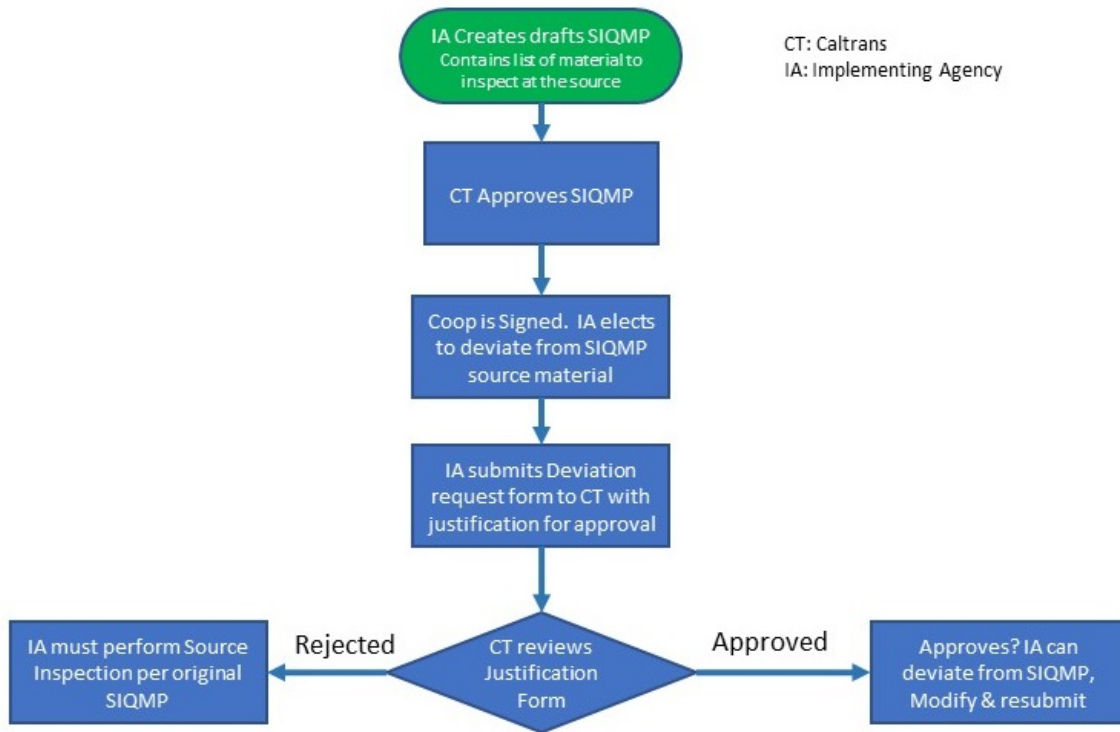 IA Creates drafts SIQMP
Contains list of material to
inspect at the source
CT: Caltrans
IA: Implementing Agency
CT Approves SIQMP
Coop is Signed. IA elects
to deviate from SIQMP
source material
IA submits Deviation
request form to CT with
justification for approval
IA must perform Source
Inspection per original
SIQMP
Rejected
CT reviews
Justification
Form
Approved
Approves? IA can
deviate from SIQMP,
Modify & resubmit